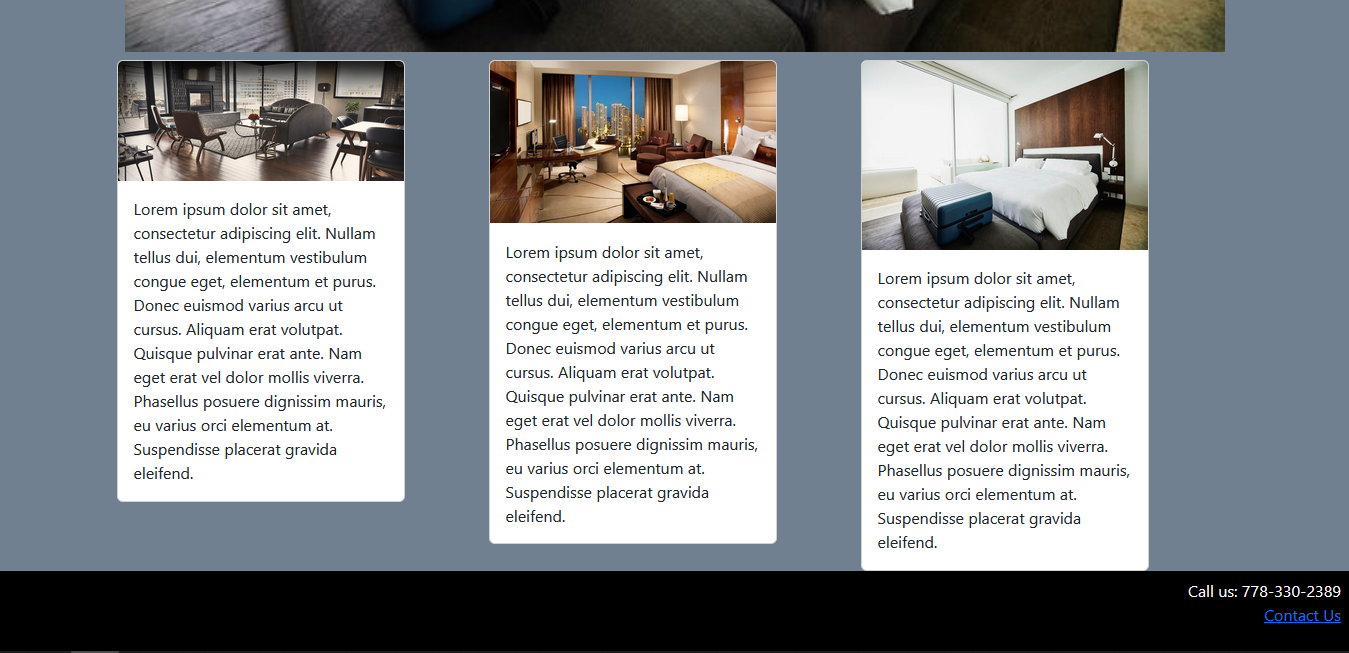 Lorem ipsum dolor sit amet,
consectetur adipiscing elit. Nullam
tellus dui, elementum vestibulum
congue eget, elementum et purus.
Donec euismod varius arcu ut
cursus. Aliquam erat volutpat.
Quisque pulvinar erat ante. Nam
eget erat vel dolor mollis viverra.
Phasellus posuere dignissim mauris,
eu varius orci elementum at.
Suspendisse placerat gravida
eleifend.
Lorem ipsum dolor sit amet,
consectetur adipiscing elit. Nullam
tellus dui, elementum vestibulum
congue eget, elementum et purus.
Donec euismod varius arcu ut
cursus. Aliquam erat volutpat.
Quisque pulvinar erat ante. Nam
eget erat vel dolor mollis viverra.
Phasellus posuere dignissim mauris,
eu varius orci elementum at.
Suspendisse placerat gravida
eleifend.
Lorem ipsum dolor sit amet,
consectetur adipiscing elit. Nullam
tellus dui, elementum vestibulum
congue eget, elementum et purus.
Donec euismod varius arcu ut
cursus. Aliquam erat volutpat.
Quisque pulvinar erat ante. Nam
eget erat vel dolor mollis viverra.
Phasellus posuere dignissim mauris,
eu varius orci elementum at.
Suspendisse placerat gravida
eleifend.
Call us: 778-330-2389
Contact Us